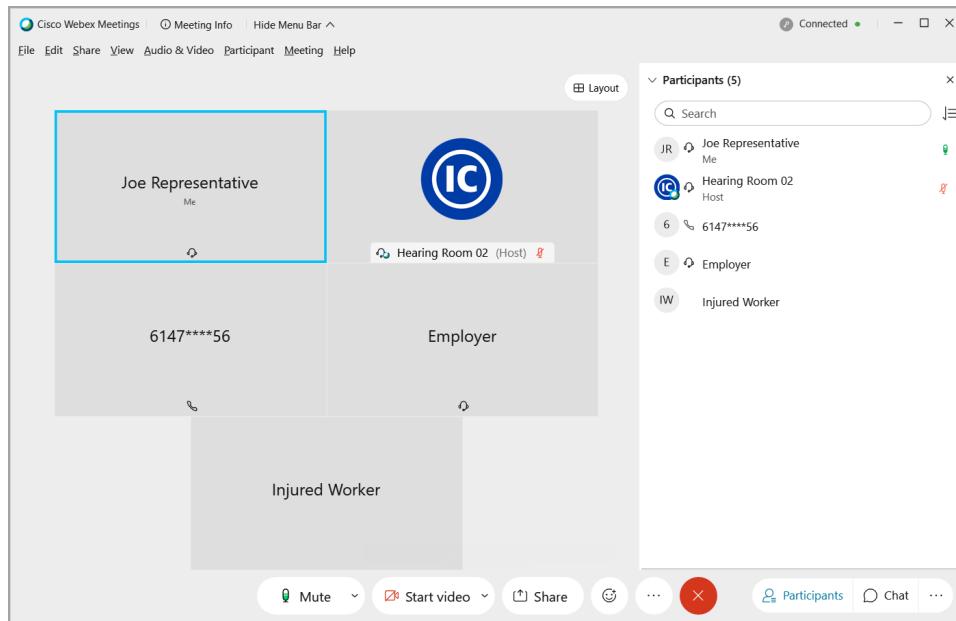 Cisco Webex Meetings Meeting Info Hide Menu Bar Connected
File Edit Share View Audio & Video Participant Meeting Help
Layout
Joe Representative
Me
IC
Hearing Room 02 (Host)
6147****56
Employer
Injured Worker
Participants (5)
Search
JR Joe Representative
Me
IC Hearing Room 02
Host
6 6147****56
E Employer
IW Injured Worker
Mute Start video Share Participants Chat